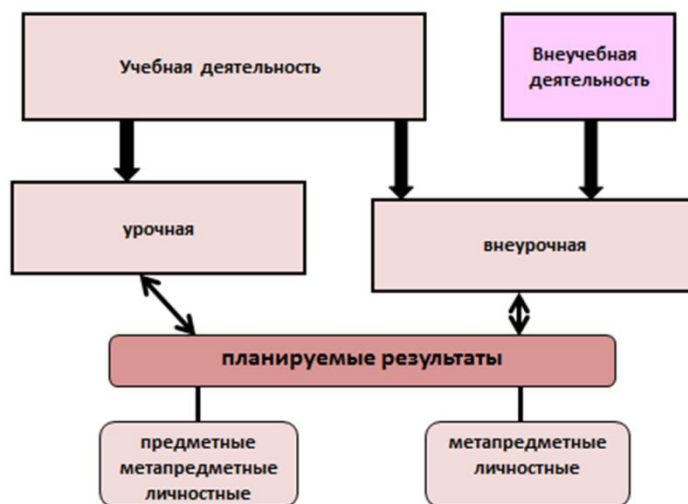 Учебная деятельность
Внеучебная
деятельность
урочная
внеурочная
планируемые результаты
предметные
метапредметные
личностные
метапредметные
личностные